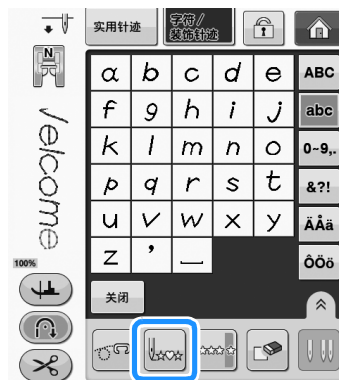 实用针迹 字符/装饰针迹
N
a b c d e ABC
f g h i j abc
k l m n o 0~9,.
p q r s t &?!
u v w x y ÄÅä
z ’ _ ÔÖö
Welcome
100%
关闭